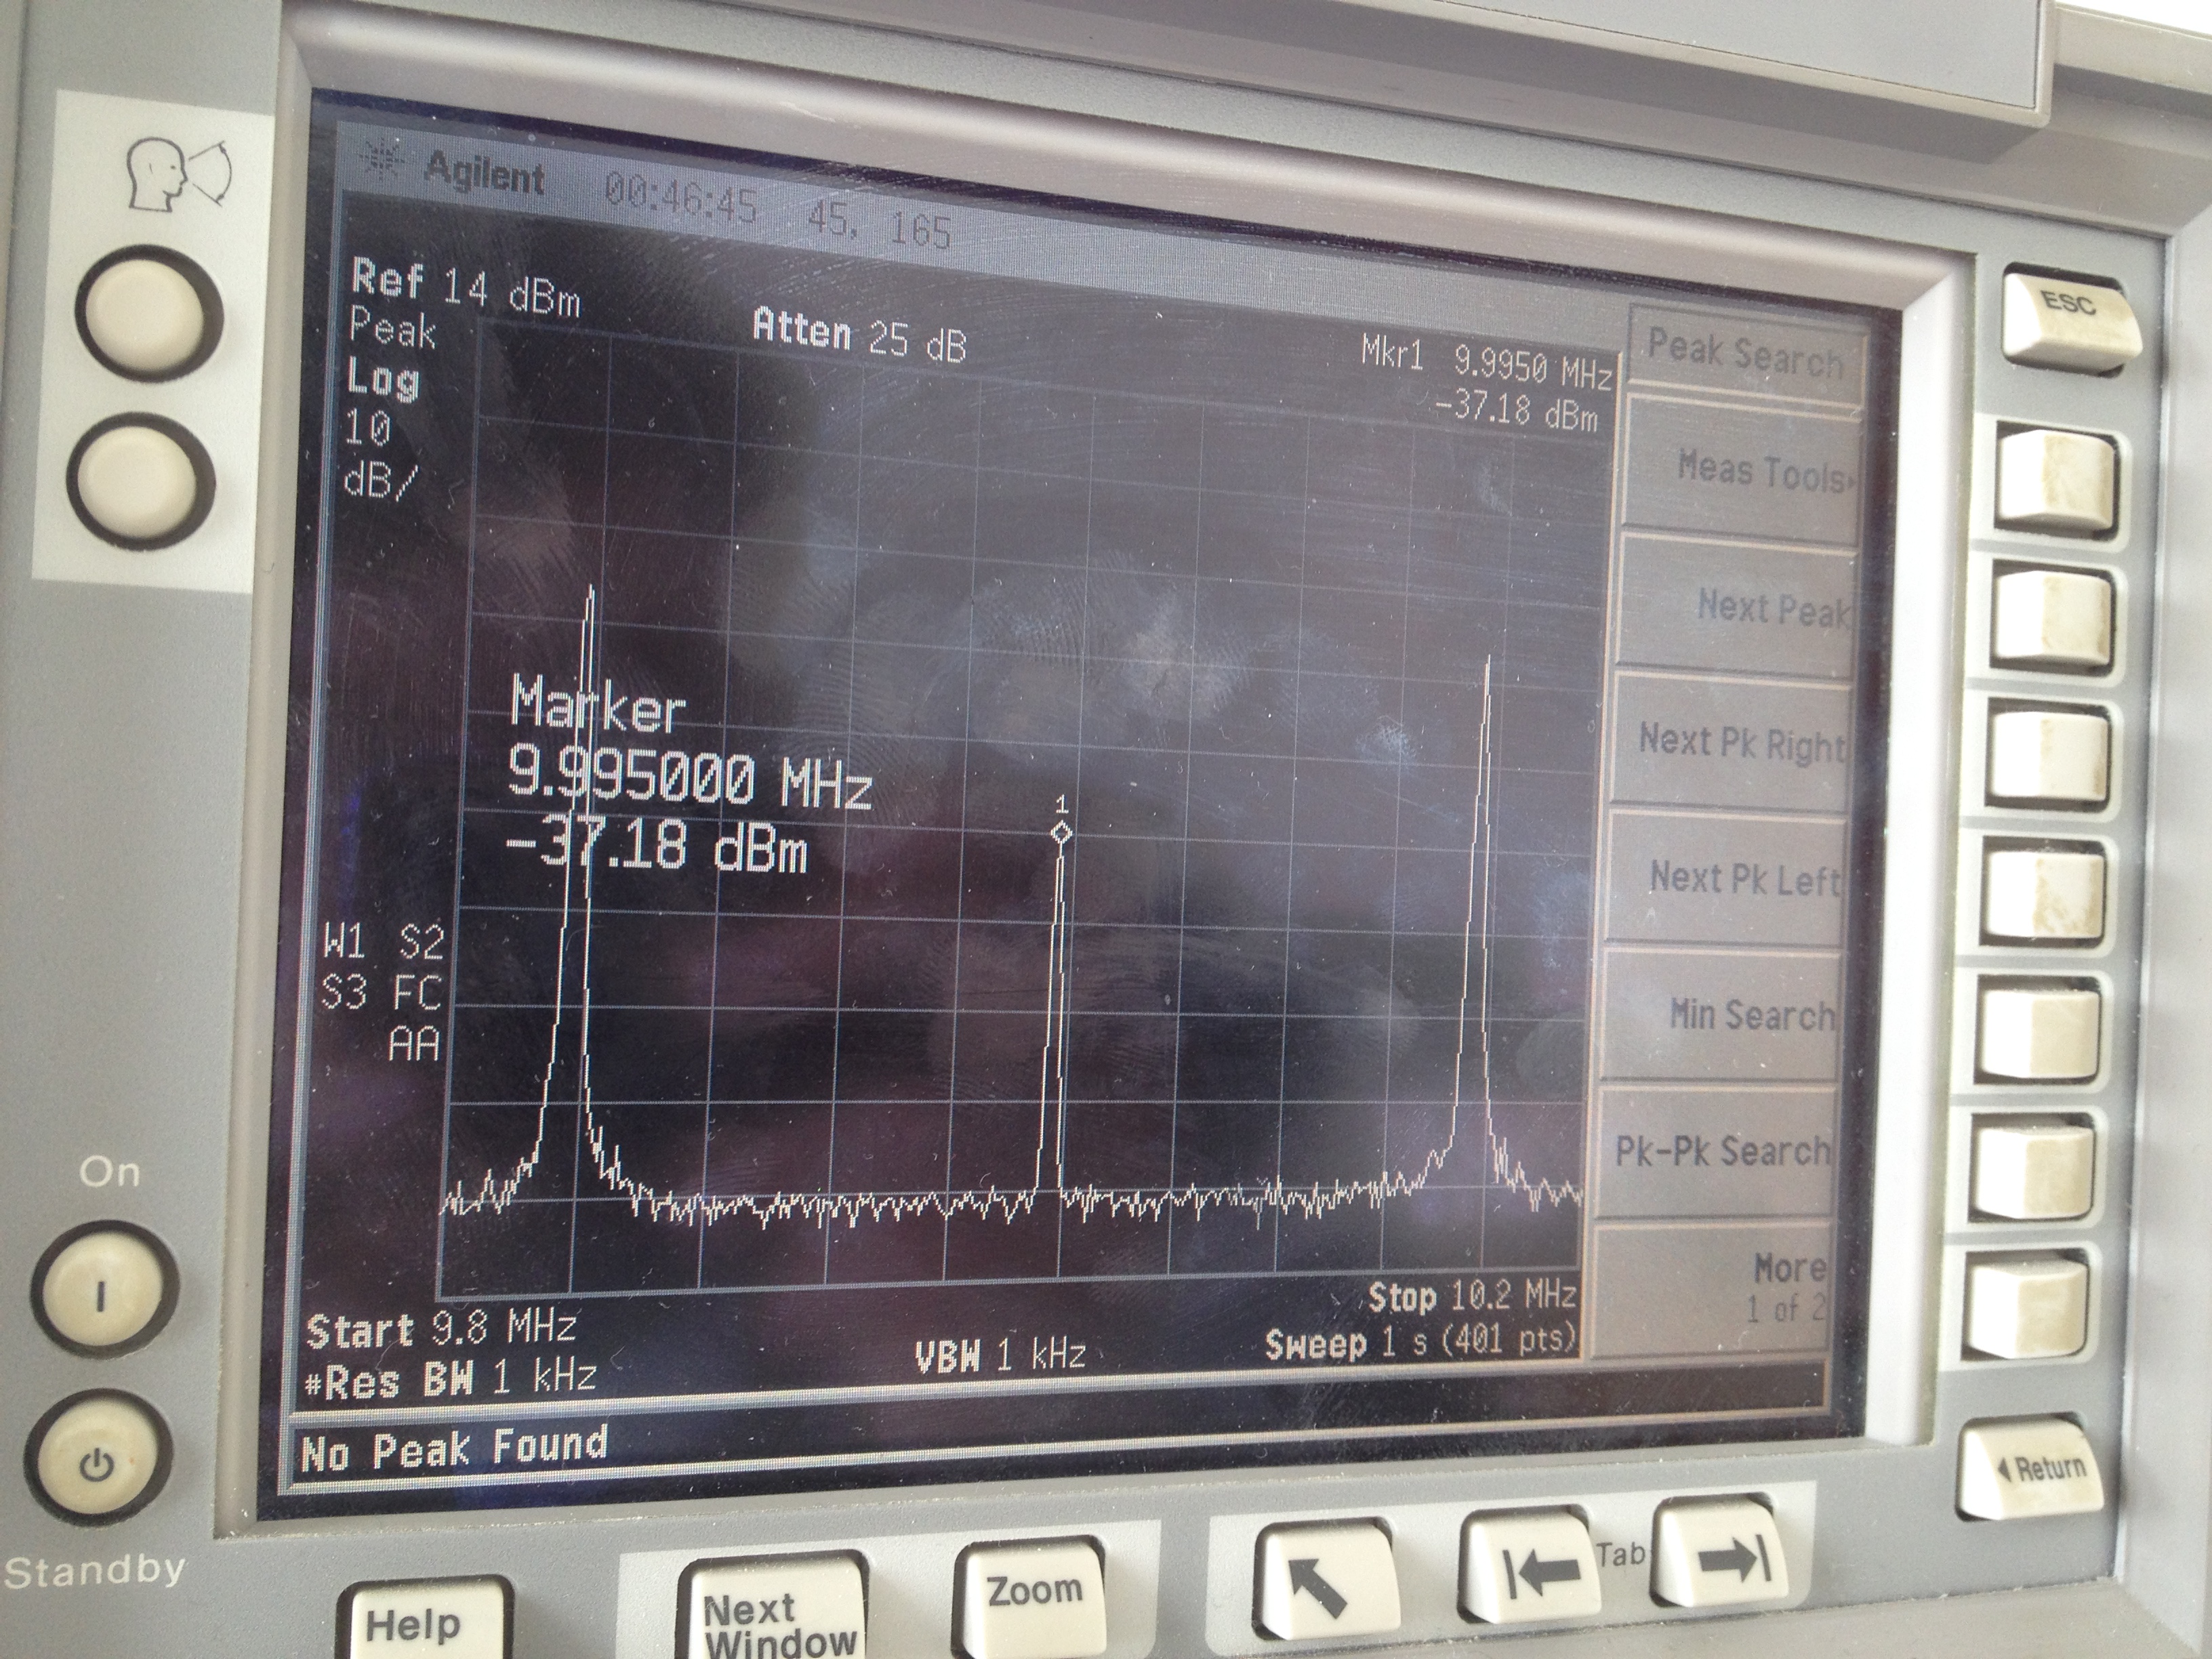 Agilent 00:46:45 45, 165
Ref 14 dBm
Atten 25 dB
Mkr1 9.9950 MHz
-37.18 dBm
Peak
Log
10
dB/
1
Marker
9.995000 MHz
-37.18 dBm
W1 S2
S3 FC
AA
Start 9.8 MHz
Stop 10.2 MHz
#Res BW 1 kHz
VBW 1 kHz
Sweep 1 s (401 pts)
No Peak Found
Peak Search
Meas Tools
Next Peak
Next Pk Right
Next Pk Left
Min Search
Pk-Pk Search
More
1 of 2
ESC
Return
On
Standby
Help
Next
Window
Zoom
Tab